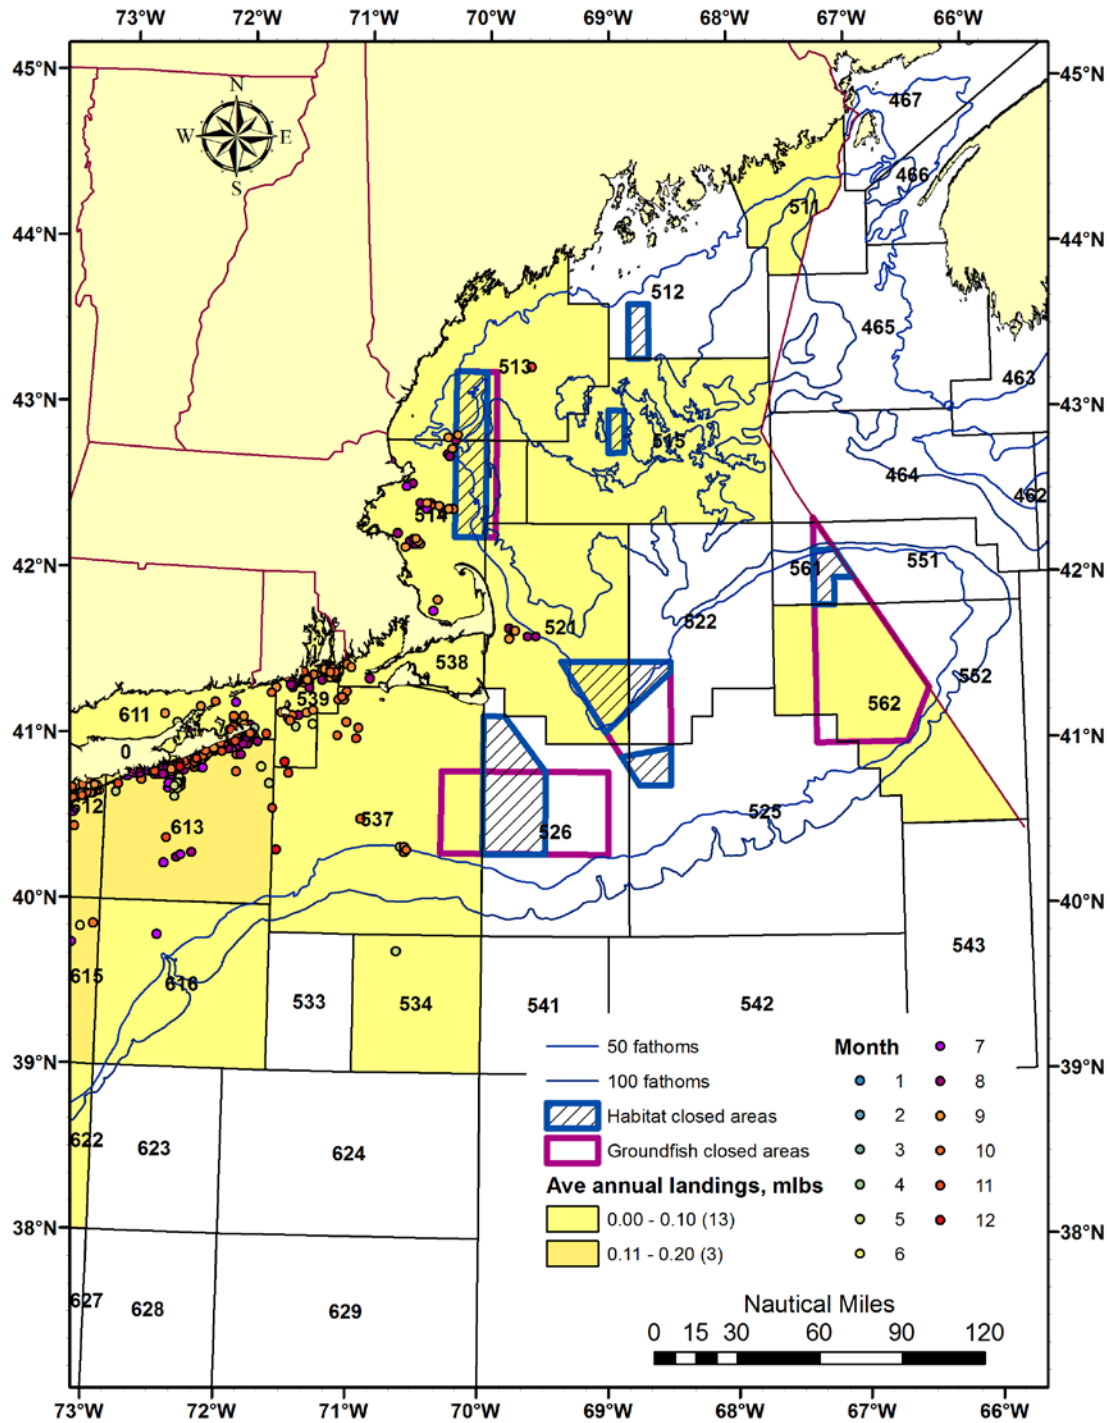 73°W 72°W 71°W 70°W 69°W 68°W 67°W 66°W
45°N 45°N
N
W E
S
467
466
511
44°N 44°N
512
465
513
463
43°N 43°N
515
464
462
514
42°N 42°N
561 551
521 522
538
552
539
562
611
41°N 41°N
0
612
613 537 526 525
40°N 40°N
543
615 616
533 534 541 542
39°N 39°N
50 fathoms
100 fathoms
Habitat closed areas
Groundfish closed areas
Ave annual landings, mlbs
0.00 - 0.10 (13)
0.11 - 0.20 (3)
Month
1
2
3
4
5
6
7
8
9
10
11
12
622 623 624
38°N 38°N
627 628 629
Nautical Miles
0 15 30 60 90 120
73°W 72°W 71°W 70°W 69°W 68°W 67°W 66°W